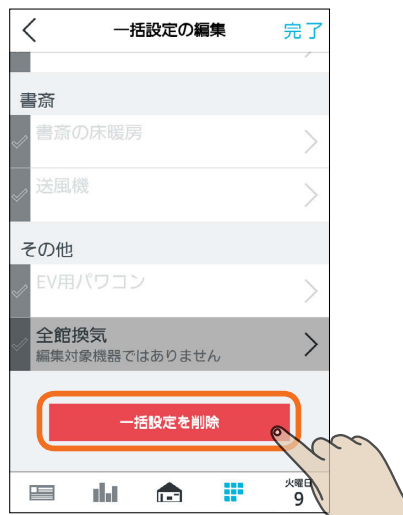 一括設定の編集
完了
書斎
書斎の床暖房
送風機
その他
EV用パワコン
全館換気
編集対象機器ではありません
一括設定を削除
火曜日
9